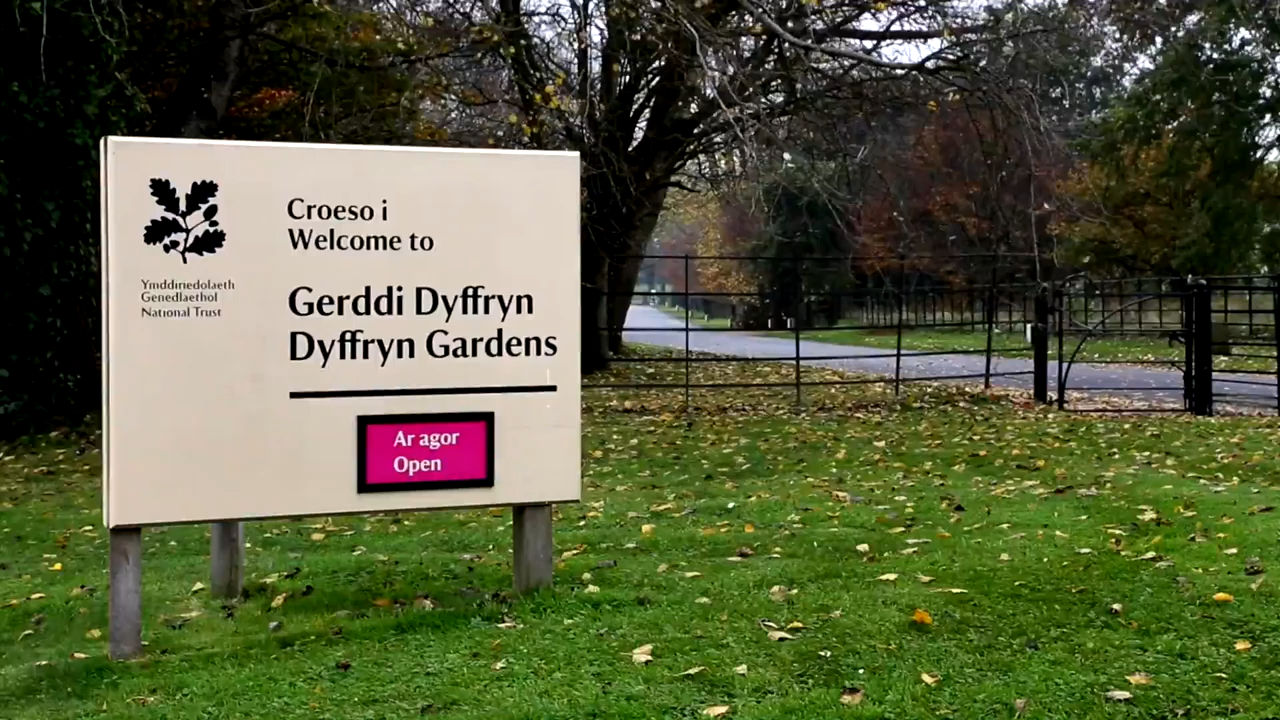 Croeso i
Welcome to
Gerddi Dyffryn
Dyffryn Gardens
Ymddiriedolaeth
Genedlaethol
National Trust
Ar agor
Open